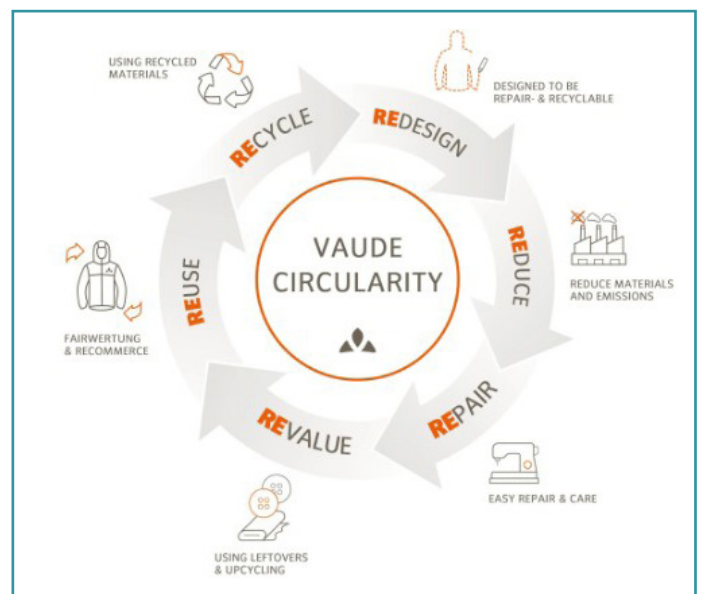 USING RECYCLED
MATERIALS
DESIGNED TO BE
REPAIR- & RECYCLABLE
RECYCLE
REDESIGN
VAUDE
CIRCULARITY
REUSE
REDUCE
REDUCE MATERIALS
AND EMISSIONS
FAIRWERTUNG
& RECOMMERCE
REVALUE
REPAIR
EASY REPAIR & CARE
USING LEFTOVERS
& UPCYCLING